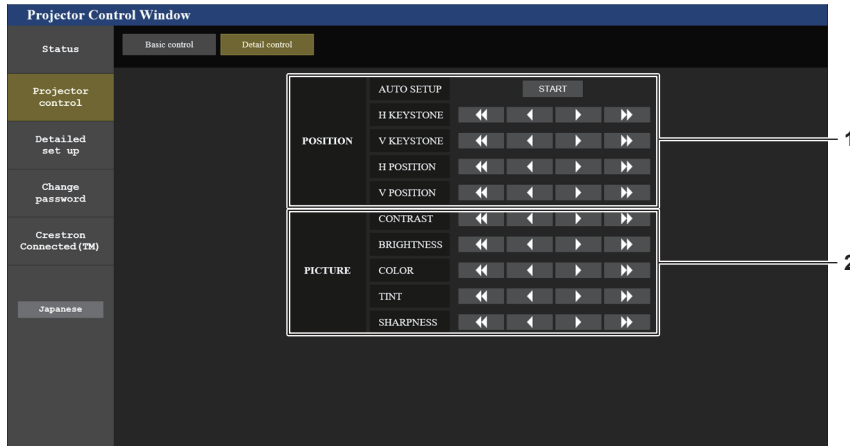 Projector Control Window
Status
Basic control
Detail control
Projector
control
Detailed
set up
Change
password
Crestron
Connected(TM)
Japanese
POSITION
AUTO SETUP
START
H KEYSTONE
V KEYSTONE
H POSITION
V POSITION
1
PICTURE
CONTRAST
BRIGHTNESS
COLOR
TINT
SHARPNESS
2